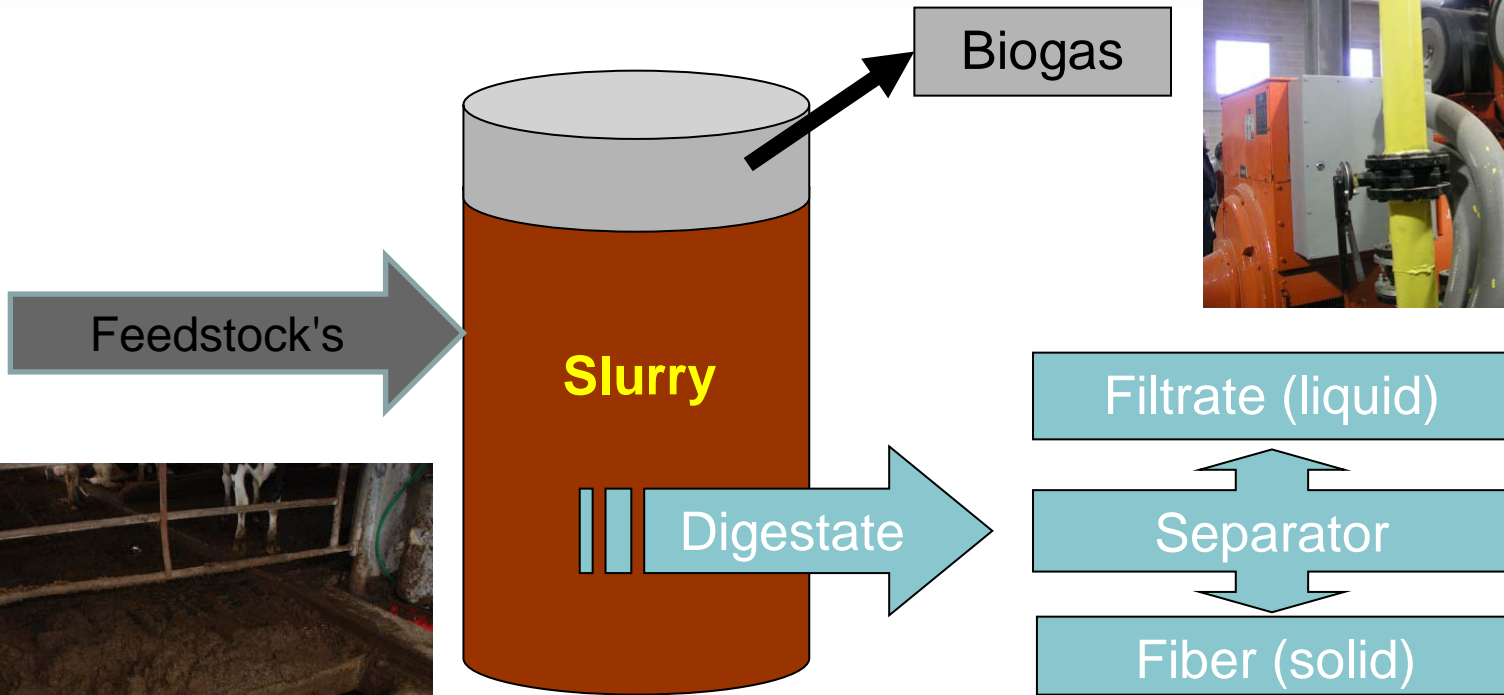 Biogas
Feedstock's
Slurry
Filtrate (liquid)
Digestate
Separator
Fiber (solid)